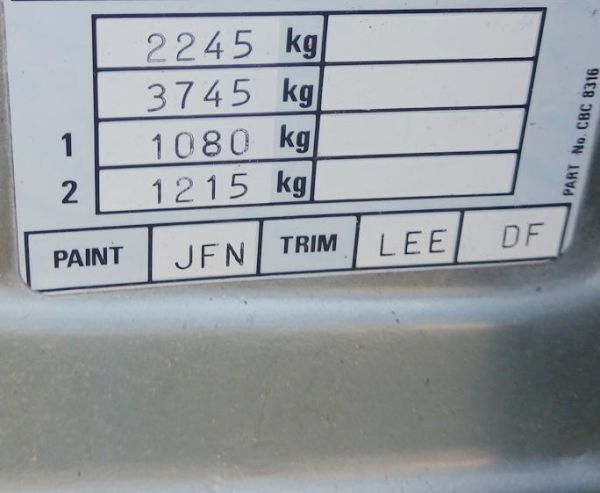 2245 kg
3745 kg
1 1080 kg
2 1215 kg
PAINT JFN TRIM LEE DF
PART No. CBC 8316